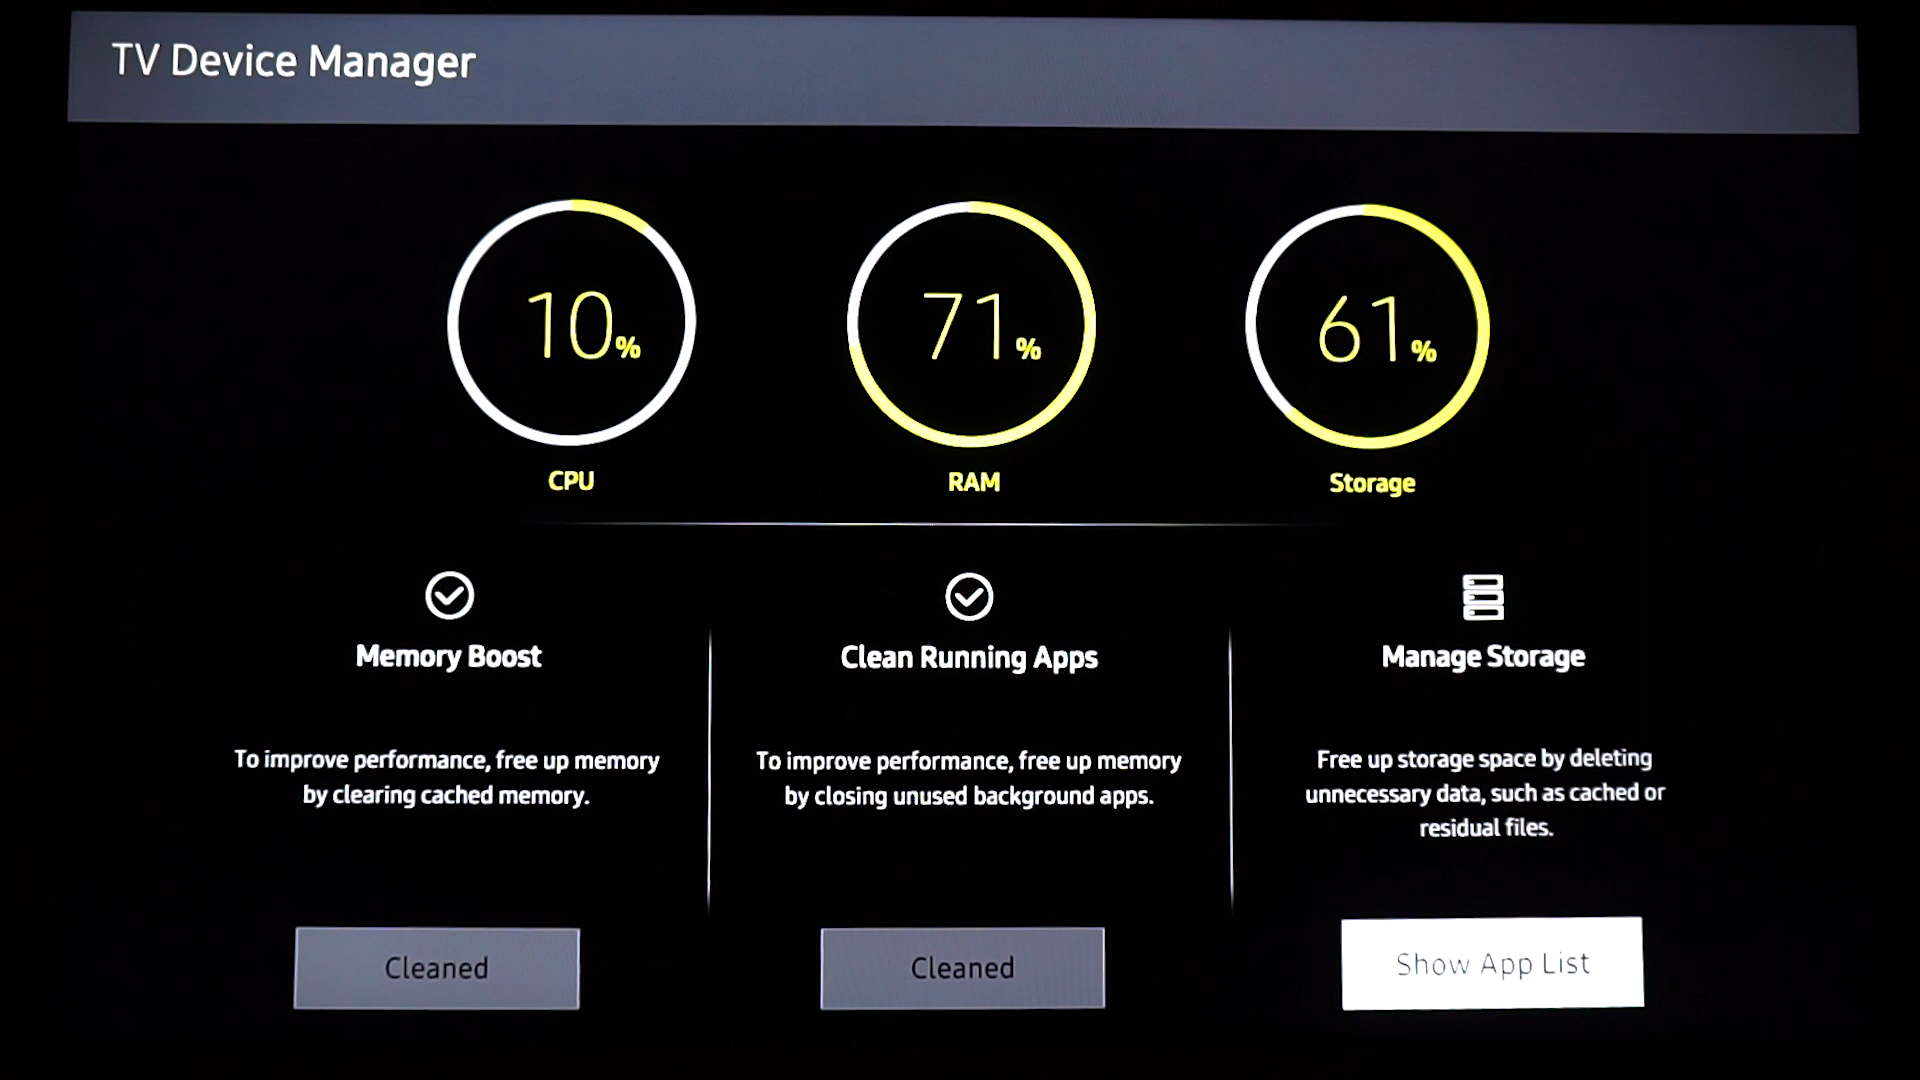 TV Device Manager
10%
71%
61%
CPU
RAM
Storage
Memory Boost
To improve performance, free up memory
by clearing cached memory.
Cleaned
Clean Running Apps
To improve performance, free up memory
by closing unused background apps.
Cleaned
Manage Storage
Free up storage space by deleting
unnecessary data, such as cached or
residual files.
Show App List